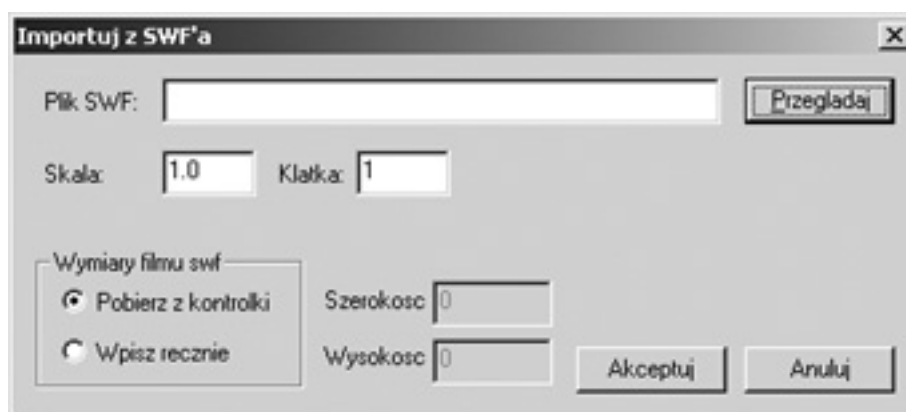 Importuj z SWF'a
Plik SWF: Przegladaj
Skala: 1.0 Klatka: 1
Wymiary filmu swf
Pobierz z kontrolki Szerokosc 0
Wpisz recznie Wysokosc 0
Akceptuj Anuluj